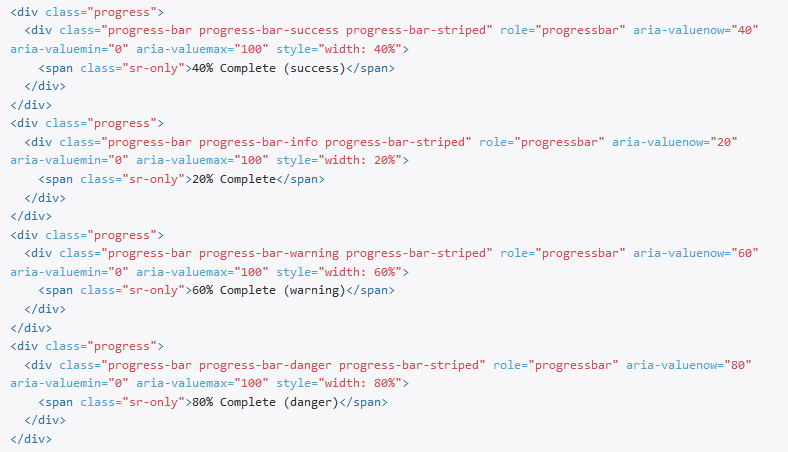 <div class="progress">
  <div class="progress-bar progress-bar-success progress-bar-striped" role="progressbar" aria-valuenow="40"
aria-valuemin="0" aria-valuemax="100" style="width: 40%">
    <span class="sr-only">40% Complete (success)</span>
  </div>
</div>
<div class="progress">
  <div class="progress-bar progress-bar-info progress-bar-striped" role="progressbar" aria-valuenow="20"
aria-valuemin="0" aria-valuemax="100" style="width: 20%">
    <span class="sr-only">20% Complete</span>
  </div>
</div>
<div class="progress">
  <div class="progress-bar progress-bar-warning progress-bar-striped" role="progressbar" aria-valuenow="60"
aria-valuemin="0" aria-valuemax="100" style="width: 60%">
    <span class="sr-only">60% Complete (warning)</span>
  </div>
</div>
<div class="progress">
  <div class="progress-bar progress-bar-danger progress-bar-striped" role="progressbar" aria-valuenow="80"
aria-valuemin="0" aria-valuemax="100" style="width: 80%">
    <span class="sr-only">80% Complete (danger)</span>
  </div>
</div>